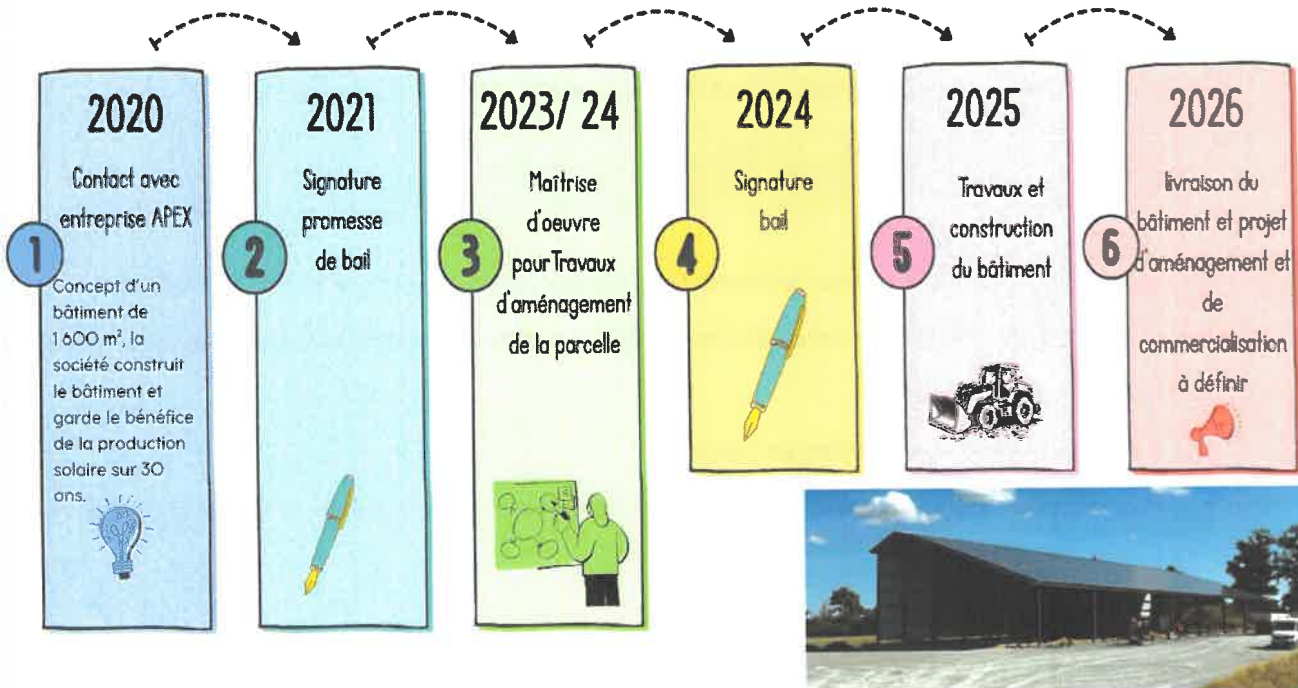 2020
Contact avec
entreprise APEX
1
Concept d'un
bâtiment de
1 600 m², la
société construit
le bâtiment et
garde le bénéfice
de la production
solaire sur 30
ans.
2021
Signature
promesse
de bail
2
2023/ 24
Maîtrise
d'oeuvre
pour Travaux
d'aménagement
de la parcelle
3
2024
Signature
bail
4
2025
Travaux et
construction
du bâtiment
5
2026
livraison du
bâtiment et projet
d'aménagement et
de
commercialisation
à définir
6